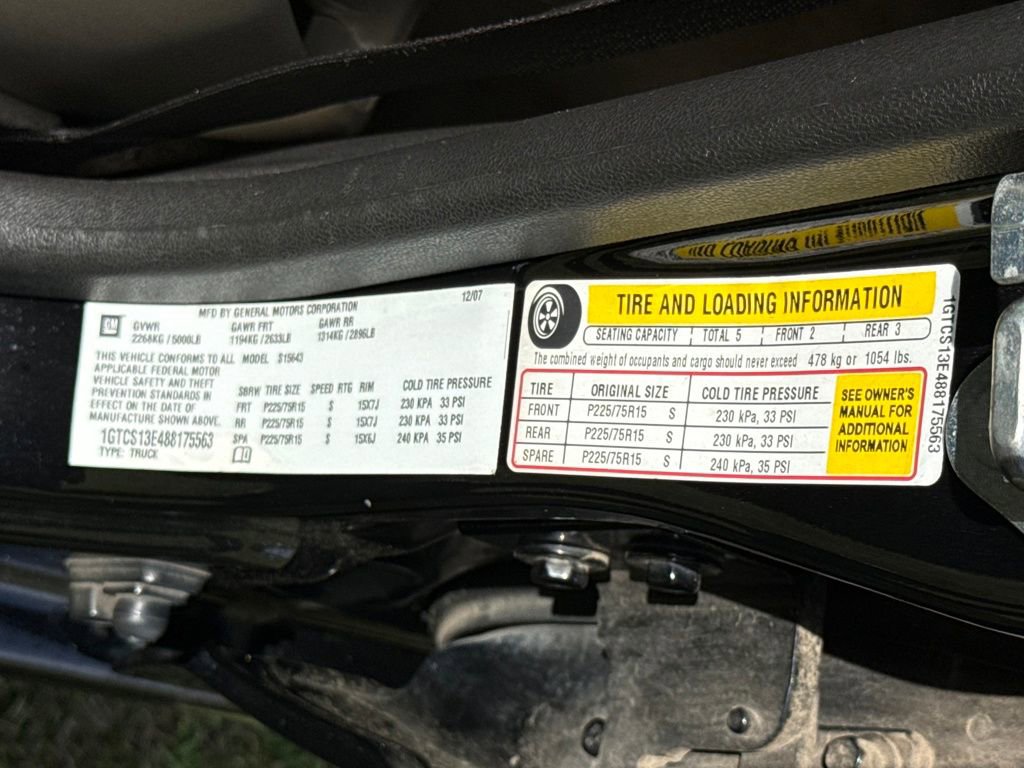 MFD BY GENERAL MOTORS CORPORATION 12/07
GM
GVWR GAWR FRT GAWR RR
2268KG / 5000LB 1194KG / 2633LB 1314KG / 2896LB
THIS VEHICLE CONFORMS TO ALL MODEL S15643
APPLICABLE FEDERAL MOTOR
VEHICLE SAFETY AND THEFT
PREVENTION STANDARDS IN
EFFECT ON THE DATE OF
MANUFACTURE SHOWN ABOVE.
1GTCS13E488175563
TYPE: TRUCK
SBRW TIRE SIZE SPEED RTG RIM COLD TIRE PRESSURE
FRT P225/75R15 S 15X7J 230 KPA 33 PSI
RR P225/75R15 S 15X7J 230 KPA 33 PSI
SPA P225/75R15 S 15X6J 240 KPA 35 PSI
TIRE AND LOADING INFORMATION
SEATING CAPACITY TOTAL 5 FRONT 2 REAR 3
The combined weight of occupants and cargo should never exceed 478 kg or 1054 lbs.
TIRE ORIGINAL SIZE COLD TIRE PRESSURE
FRONT P225/75R15 S 230 kPa, 33 PSI
REAR P225/75R15 S 230 kPa, 33 PSI
SPARE P225/75R15 S 240 kPa, 35 PSI
SEE OWNER'S
MANUAL FOR
ADDITIONAL
INFORMATION
1GTCS13E488175563